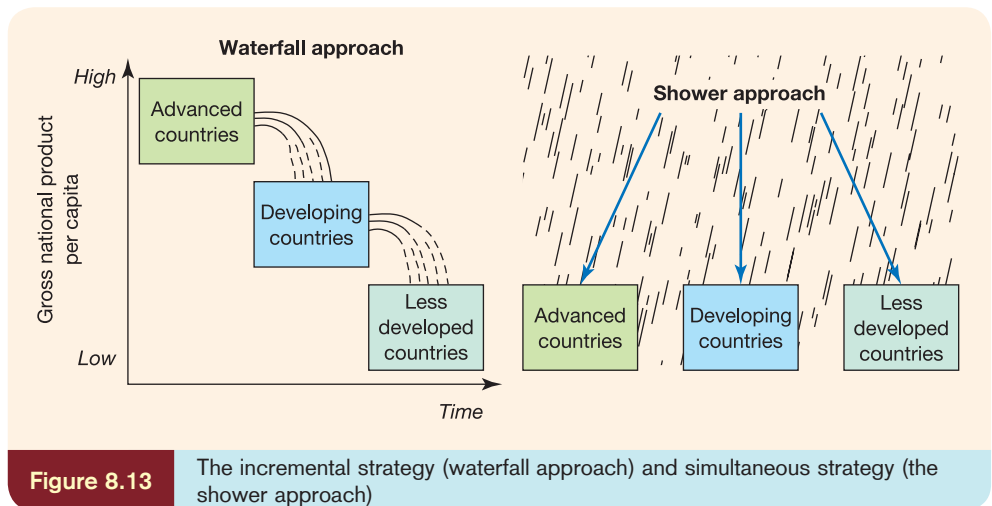 Waterfall approach
High
Gross national product
per capita
Low
Time
Advanced
countries
Developing
countries
Less
developed
countries
Shower approach
Advanced
countries
Developing
countries
Less
developed
countries
Figure 8.13
The incremental strategy (waterfall approach) and simultaneous strategy (the
shower approach)